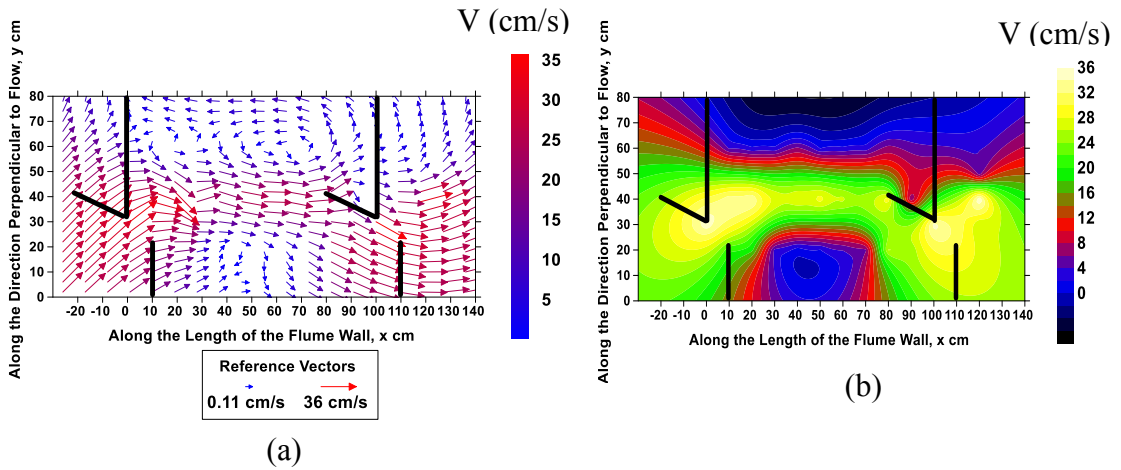 V (cm/s)
Along the Direction Perpendicular to Flow, y cm
80
70
60
50
40
30
20
10
0
-20 -10 0 10 20 30 40 50 60 70 80 90 100 110 120 130 140
Along the Length of the Flume Wall, x cm
35
30
25
20
15
10
5
Reference Vectors
0.11 cm/s 36 cm/s
(a)
V (cm/s)
Along the Direction Perpendicular to Flow, y cm
80
70
60
50
40
30
20
10
0
-20 -10 0 10 20 30 40 50 60 70 80 90 100 110 120 130 140
Along the Length of the Flume Wall, x cm
36
32
28
24
20
16
12
8
4
0
(b)